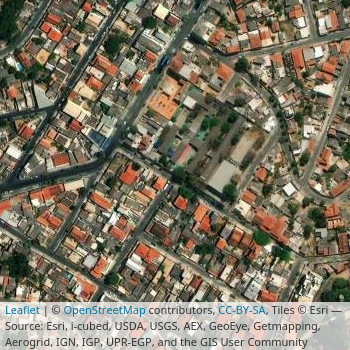 Leaflet | © OpenStreetMap contributors, CC-BY-SA, Tiles © Esri —
Source: Esri, i-cubed, USDA, USGS, AEX, GeoEye, Getmapping,
Aerogrid, IGN, IGP, UPR-EGP, and the GIS User Community